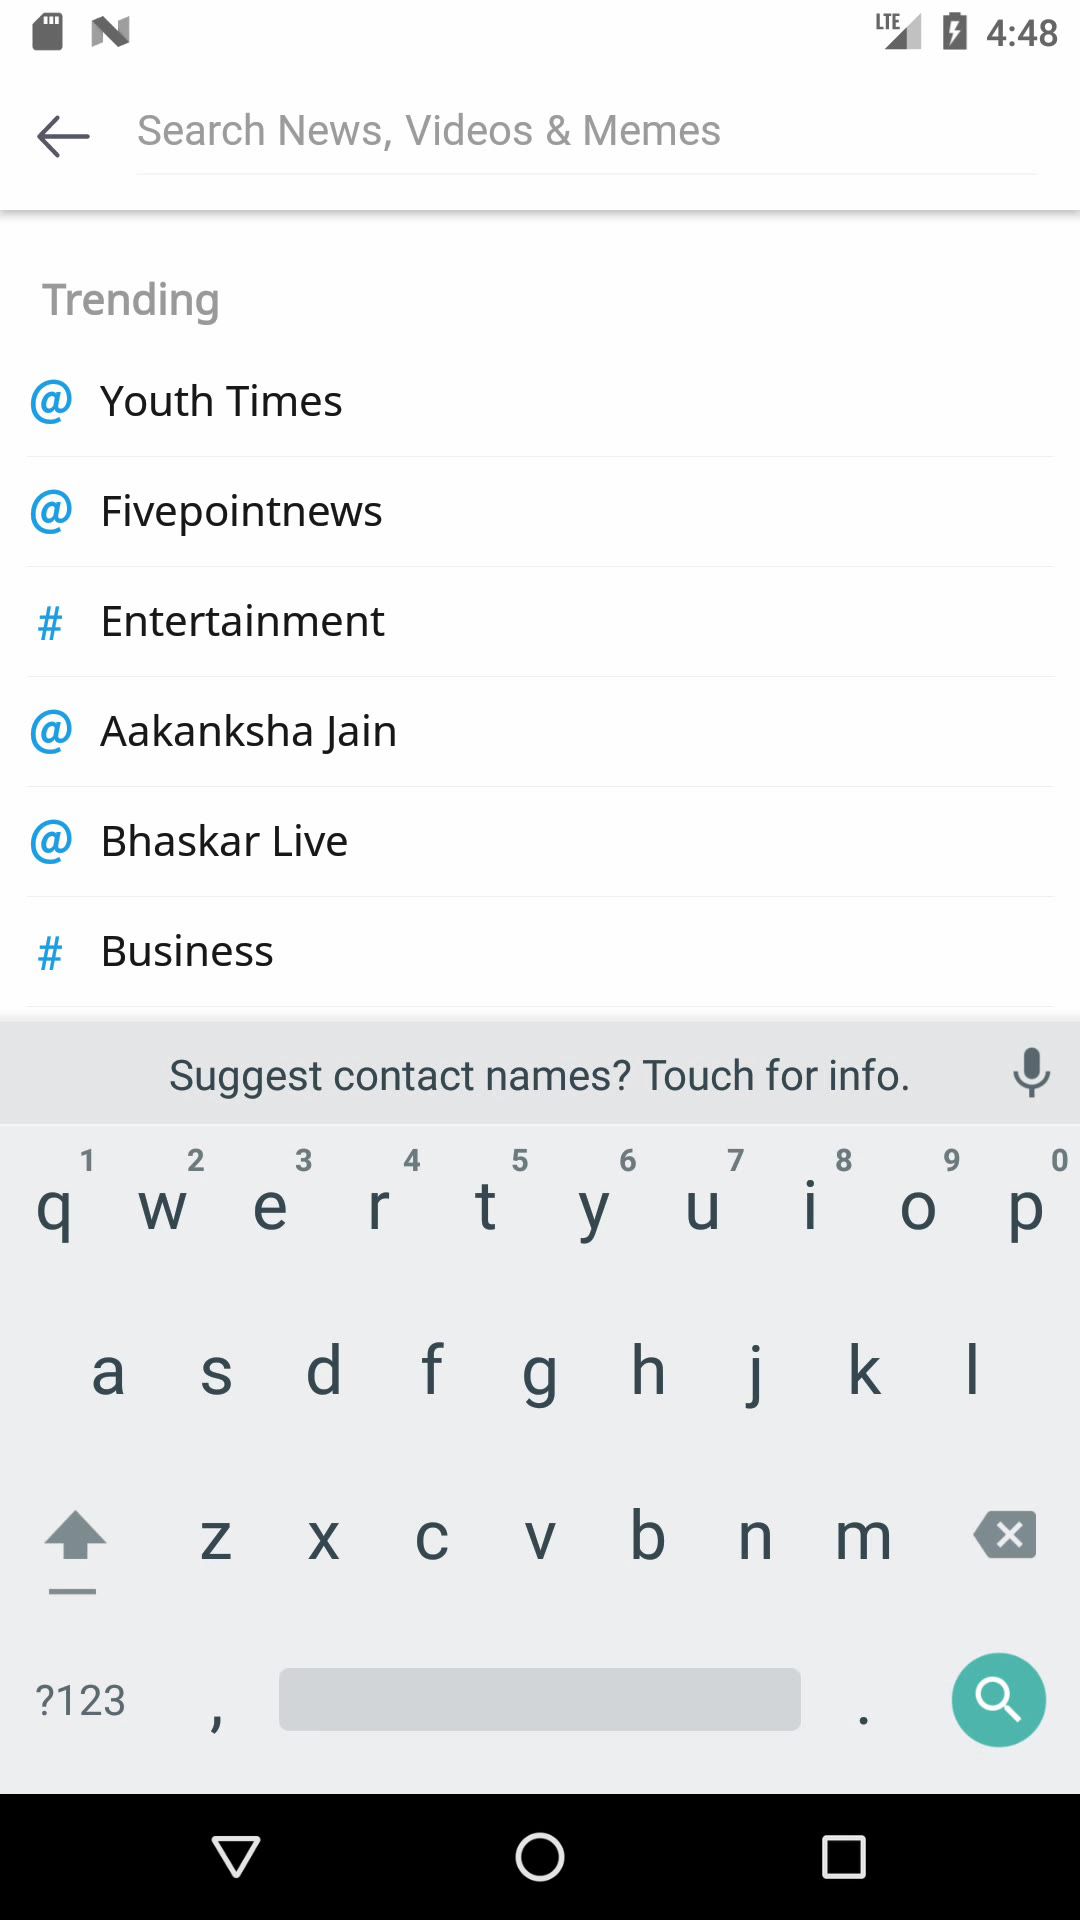 LTE 4:48
Search News, Videos & Memes
Trending
@ Youth Times
@ Fivepointnews
# Entertainment
@ Aakanksha Jain
@ Bhaskar Live
# Business
Suggest contact names? Touch for info.
1 2 3 4 5 6 7 8 9 0
q w e r t y u i o p
a s d f g h j k l
z x c v b n m
?123 , .